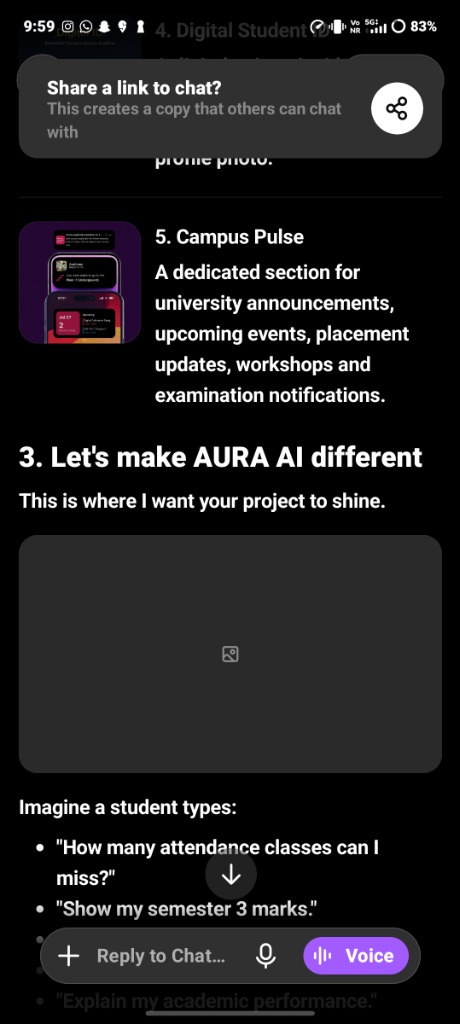 9:59
Vo
NR
5G
83%
4. Digital Student ID
Share a link to chat?
This creates a copy that others can chat
with
profile photo.
5. Campus Pulse
A dedicated section for
university announcements,
upcoming events, placement
updates, workshops and
examination notifications.
3. Let's make AURA AI different
This is where I want your project to shine.
Imagine a student types:
"How many attendance classes can I
miss?"
"Show my semester 3 marks."
Reply to Chat...
Voice
"Explain my academic performance."